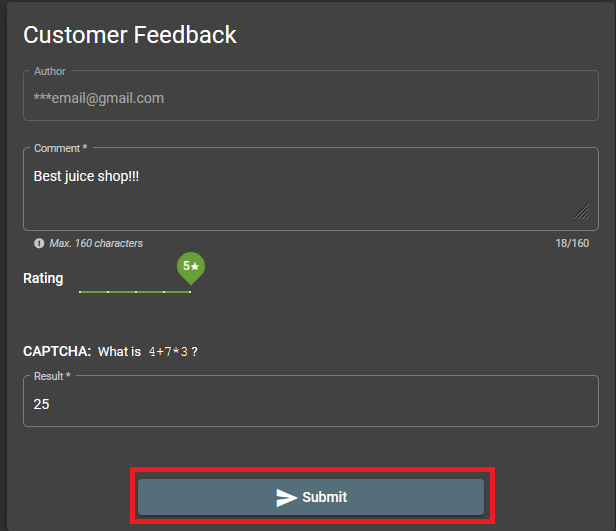 Customer Feedback
Author
***email@gmail.com
Comment *
Best juice shop!!!
Max. 160 characters 18/160
5★
Rating
CAPTCHA: What is 4+7*3 ?
Result *
25
Submit